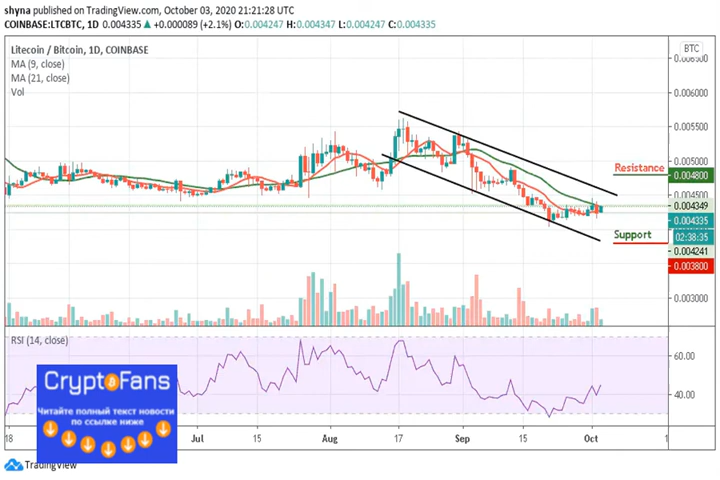 shyna published on TradingView.com, October 03, 2020 21:21:28 UTC
COINBASE:LTCBTC, 1D 0.004335 ▲ +0.000089 (+2.1%) O:0.004247 H:0.004347 L:0.004247 C:0.004335
Litecoin / Bitcoin, 1D, COINBASE
MA (9, close)
MA (21, close)
Vol
BTC
0.006500
0.006000
0.005500
0.005000
Resistance
0.004800
0.004500
0.004349
0.004335
Support
02:38:35
0.004241
0.003800
0.003000
RSI (14, close)
60.00
40.00
CryptoFans
Читайте полный текст новости
по ссылке ниже
18 Jul 15 Aug 17 Sep 15 Oct 1
TradingView